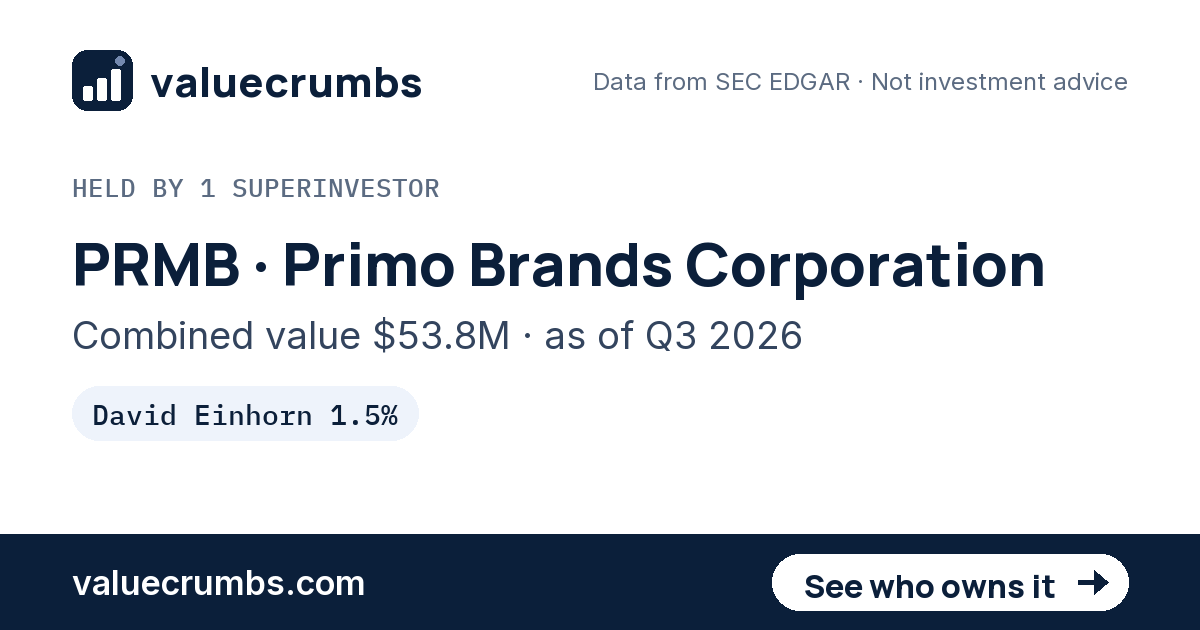 valuecrumbs
Data from SEC EDGAR · Not investment advice
HELD BY 1 SUPERINVESTOR
PRMB · Primo Brands Corporation
Combined value $53.8M · as of Q3 2026
David Einhorn 1.5%
valuecrumbs.com
See who owns it →